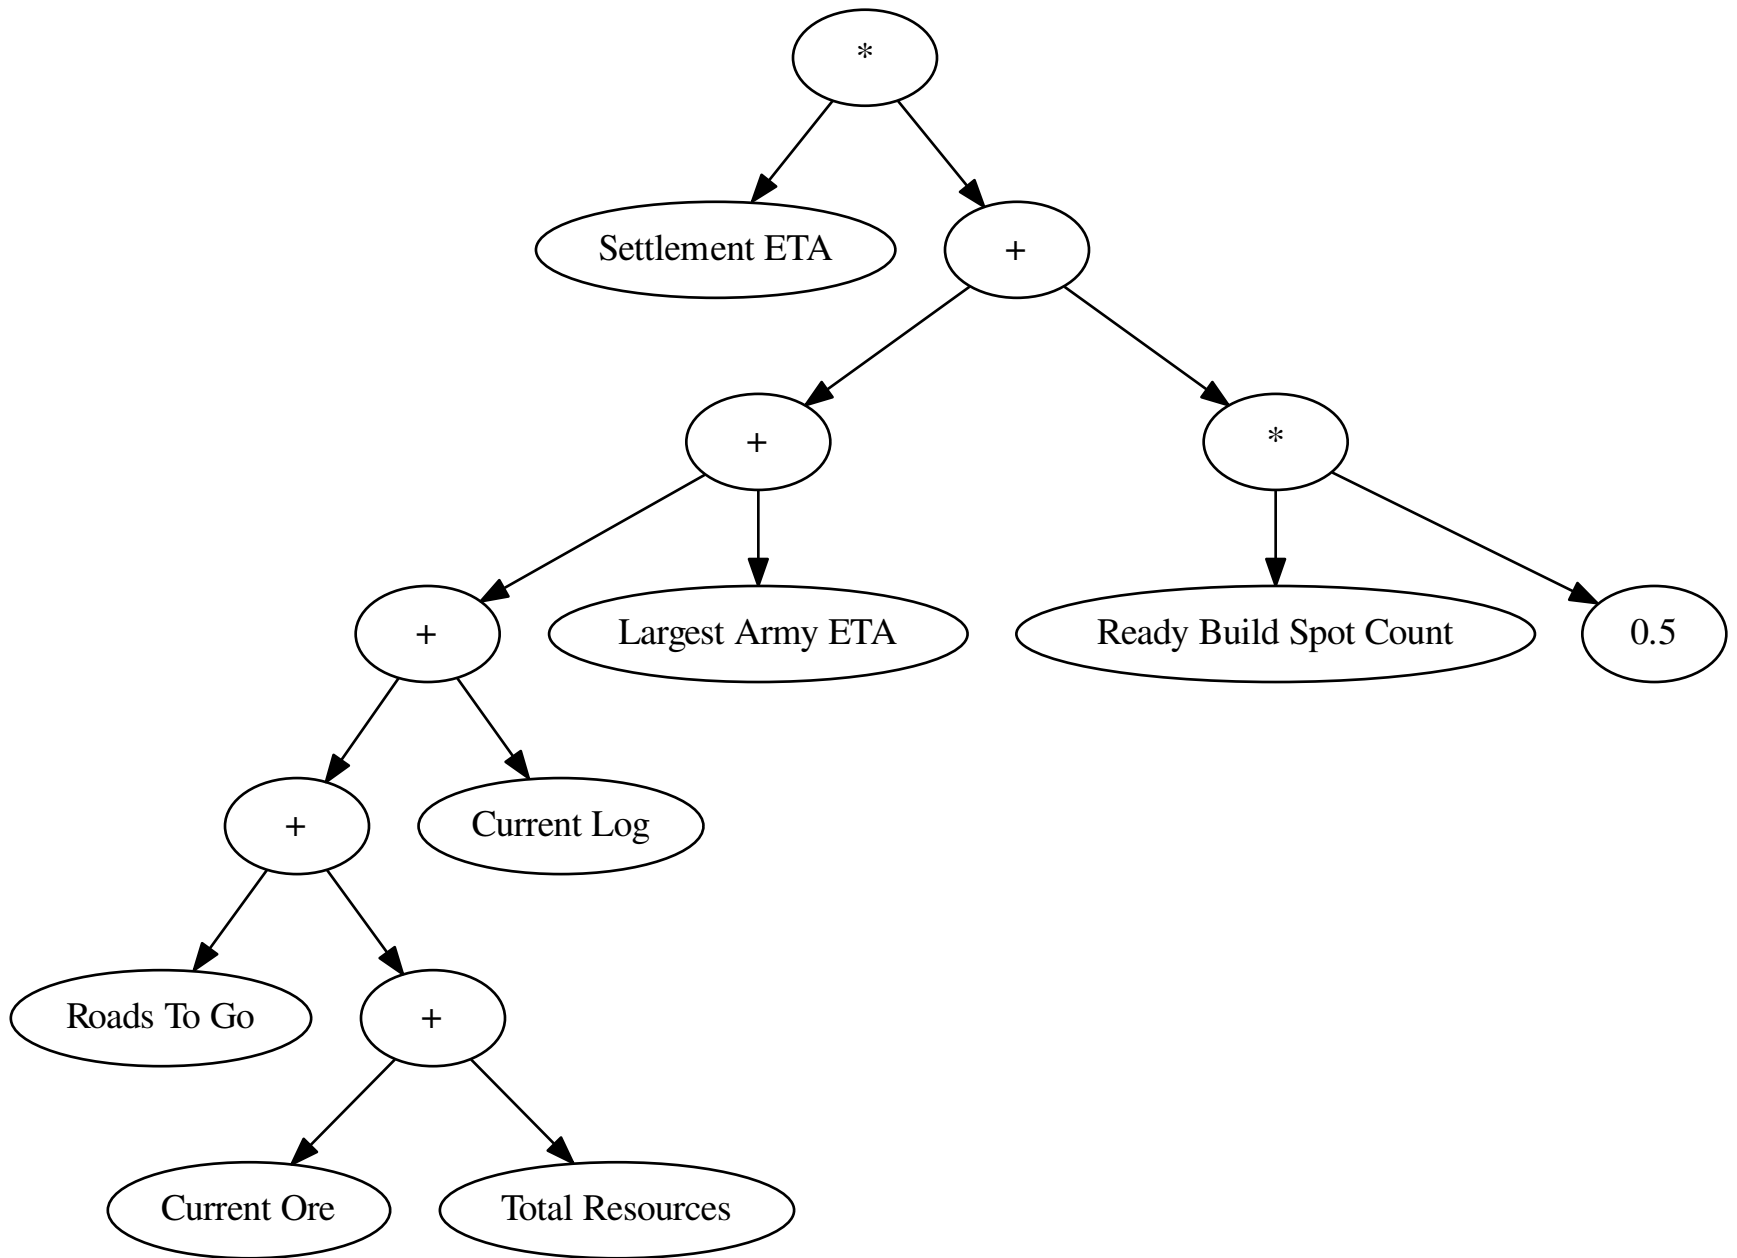 *
Settlement ETA
+
+
*
+
Largest Army ETA
Ready Build Spot Count
0.5
+
Current Log
Roads To Go
+
Current Ore
Total Resources